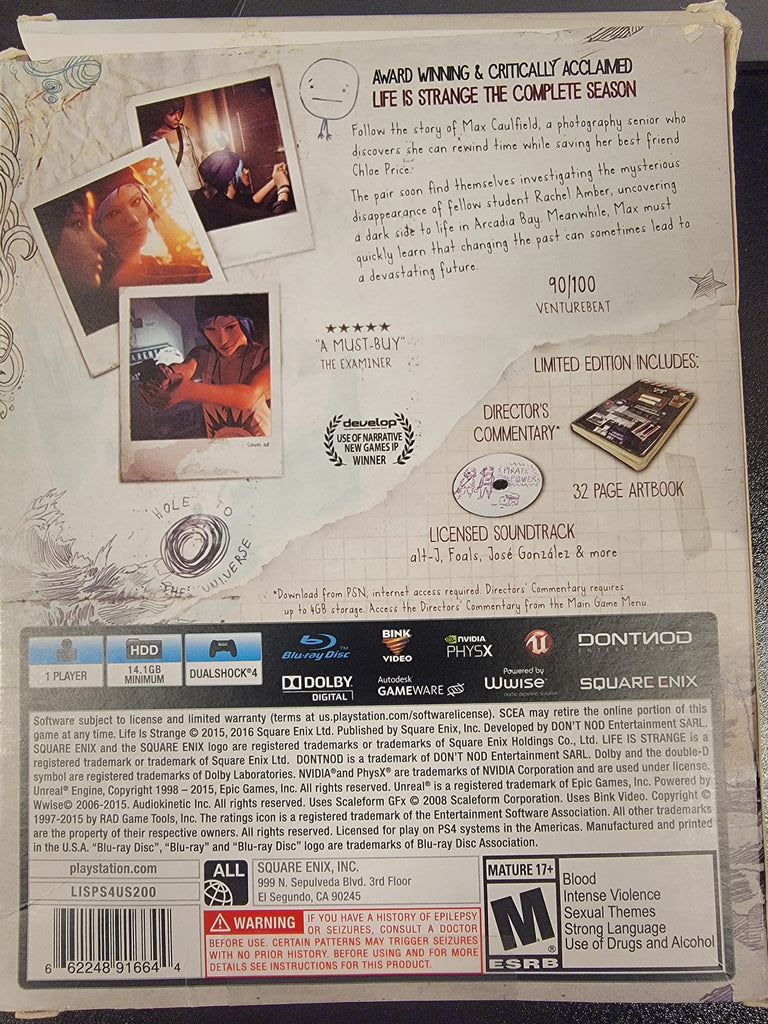 AWARD WINNING & CRITICALLY ACCLAIMED
LIFE IS STRANGE THE COMPLETE SEASON
Follow the story of Max Caulfield, a photography senior who
discovers she can rewind time while saving her best friend
Chloe Price.
The pair soon find themselves investigating the mysterious
disappearance of fellow student Rachel Amber, uncovering
a dark side to life in Arcadia Bay. Meanwhile, Max must
quickly learn that changing the past can sometimes lead to
a devastating future.
90/100
VENTUREBEAT
★★★★★
"A MUST-BUY"
THE EXAMINER
develop
USE OF NARRATIVE
NEW GAMES IP
WINNER
LIMITED EDITION INCLUDES:
DIRECTOR'S
COMMENTARY*
32 PAGE ARTBOOK
PIRATE
POWER
LICENSED SOUNDTRACK
alt-J, Foals, José González & more
HOLE TO
THE UNIVERSE
*Download from PSN, internet access required. Directors' Commentary requires
up to 4GB storage. Access the Directors' Commentary from the Main Game Menu.
1 PLAYER
HDD
14.1GB
MINIMUM
DUALSHOCK®4
Blu-ray Disc™
BINK
VIDEO
NVIDIA
PHYSX
DONTNOD
ENTERTAINMENT
DOLBY
DIGITAL
Autodesk
GAMEWARE
Powered by
Wwise
audio pipeline solution
SQUARE ENIX
Software subject to license and limited warranty (terms at us.playstation.com/softwarelicense). SCEA may retire the online portion of this
game at any time. Life Is Strange © 2015, 2016 Square Enix Ltd. Published by Square Enix, Inc. Developed by DON'T NOD Entertainment SARL.
SQUARE ENIX and the SQUARE ENIX logo are registered trademarks or trademarks of Square Enix Holdings Co., Ltd. LIFE IS STRANGE is a
registered trademark or trademark of Square Enix Ltd. DONTNOD is a trademark of DON'T NOD Entertainment SARL. Dolby and the double-D
symbol are registered trademarks of Dolby Laboratories. NVIDIA® and PhysX® are trademarks of NVIDIA Corporation and are used under license.
Unreal® Engine, Copyright 1998 – 2015, Epic Games, Inc. All rights reserved. Unreal® is a registered trademark of Epic Games, Inc. Powered by
Wwise© 2006-2015. Audiokinetic Inc. All rights reserved. Uses Scaleform GFx © 2008 Scaleform Corporation. Uses Bink Video. Copyright ©
1997-2015 by RAD Game Tools, Inc. The ratings icon is a registered trademark of the Entertainment Software Association. All other trademarks
are the property of their respective owners. All rights reserved. Licensed for play on PS4 systems in the Americas. Manufactured and printed
in the U.S.A. "Blu-ray Disc", "Blu-ray" and "Blu-ray Disc" logo are trademarks of Blu-ray Disc Association.
playstation.com
LISPS4US200
6 62248 91664 4
ALL
SQUARE ENIX, INC.
999 N. Sepulveda Blvd. 3rd Floor
El Segundo, CA 90245
WARNING IF YOU HAVE A HISTORY OF EPILEPSY
OR SEIZURES, CONSULT A DOCTOR
BEFORE USE. CERTAIN PATTERNS MAY TRIGGER SEIZURES
WITH NO PRIOR HISTORY. BEFORE USING AND FOR MORE
DETAILS SEE INSTRUCTIONS FOR THIS PRODUCT.
MATURE 17+
M
ESRB
Blood
Intense Violence
Sexual Themes
Strong Language
Use of Drugs and Alcohol